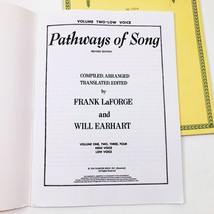 VOLUME TWO-LOW VOICE
Pathways of Song
REVISED EDITION
COMPILED, ARRANGED
TRANSLATED, EDITED
by
FRANK LaFORGE
and
WILL EARHART
VOLUME ONE, TWO, THREE, FOUR
HIGH VOICE
LOW VOICE